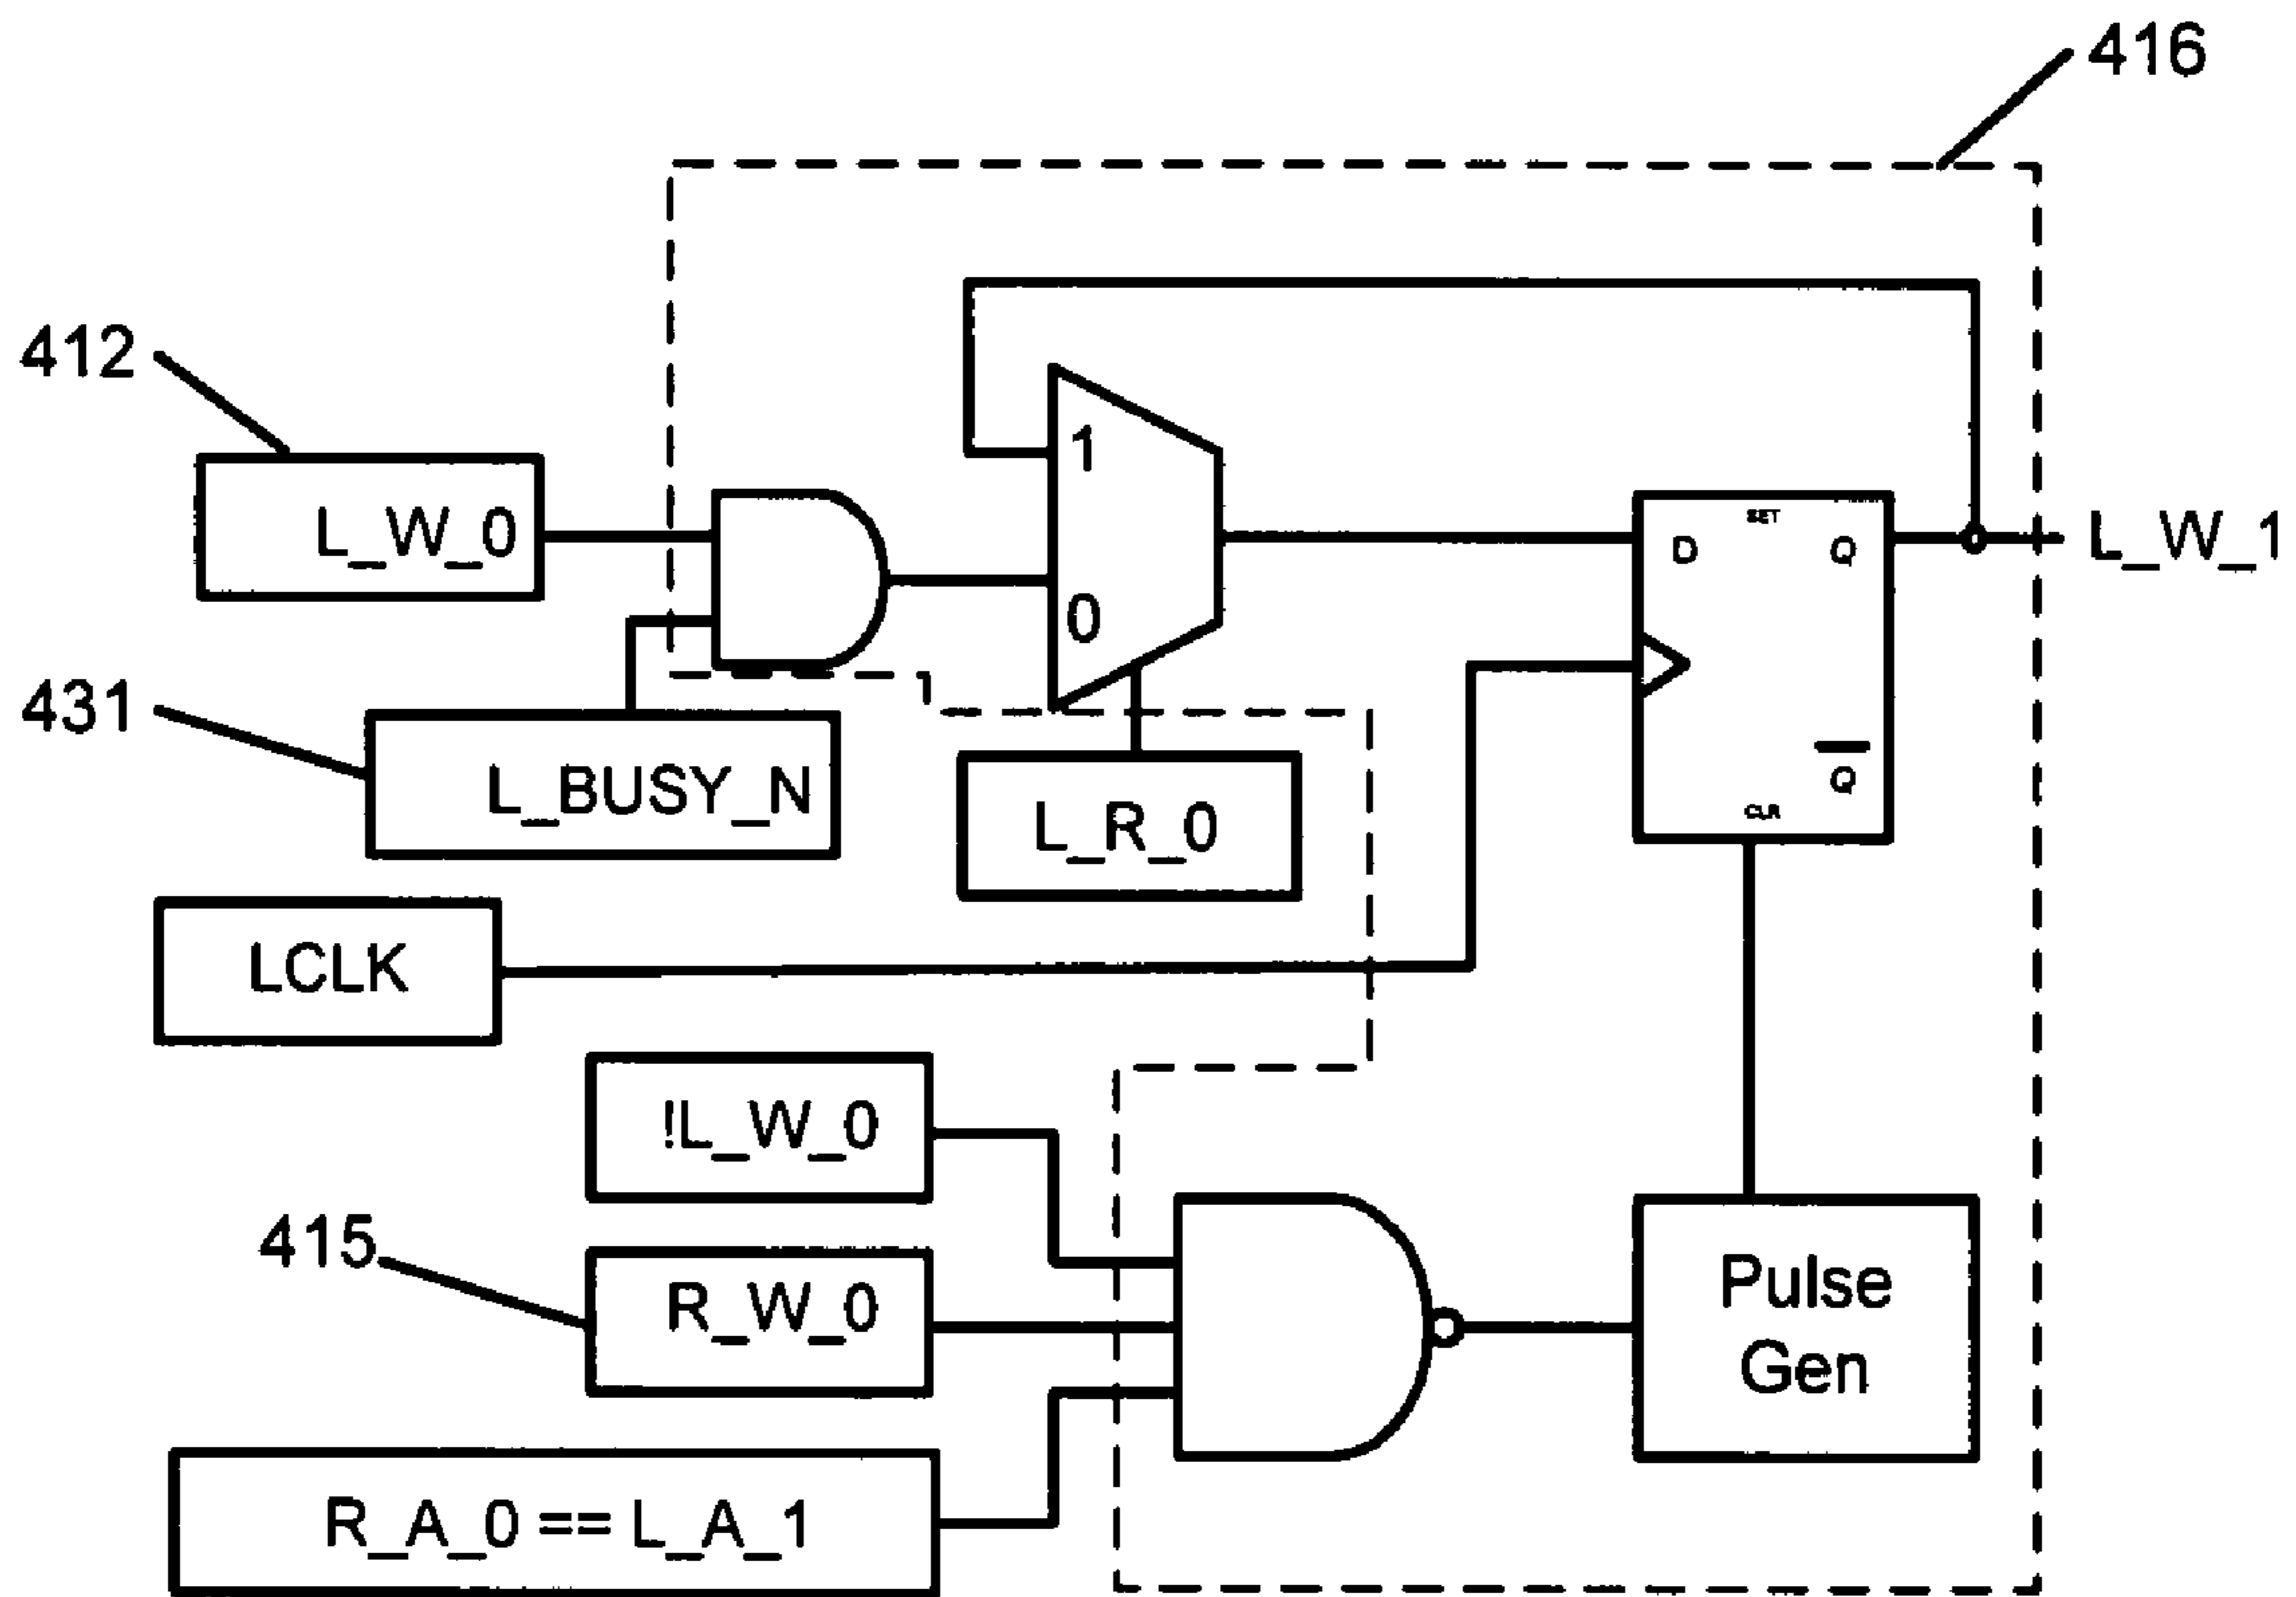 416
412
L_W_0
1
0
SET
D
Q
L_W_1
431
L_BUSY_N
L_R_0
Q
CLR
LCLK
!L_W_0
415
R_W_0
Pulse
Gen
R_A_0 == L_A_1